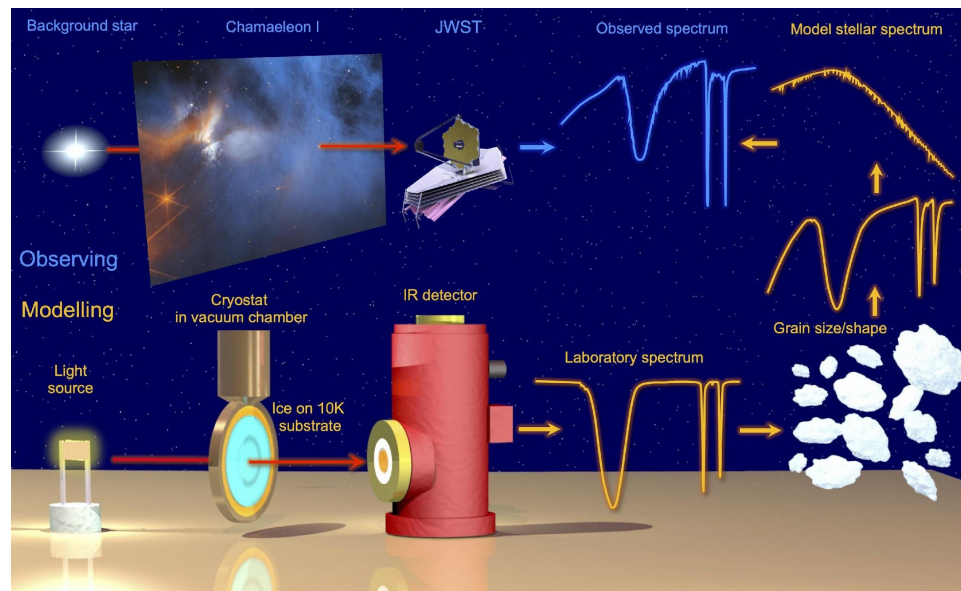 Background star
Chamaeleon I
JWST
Observed spectrum
Model stellar spectrum
Observing
Modelling
Cryostat
in vacuum chamber
IR detector
Grain size/shape
Light
source
Ice on 10K
substrate
Laboratory spectrum